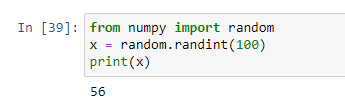 In [39]: from numpy import random
x = random.randint(100)
print(x)
56